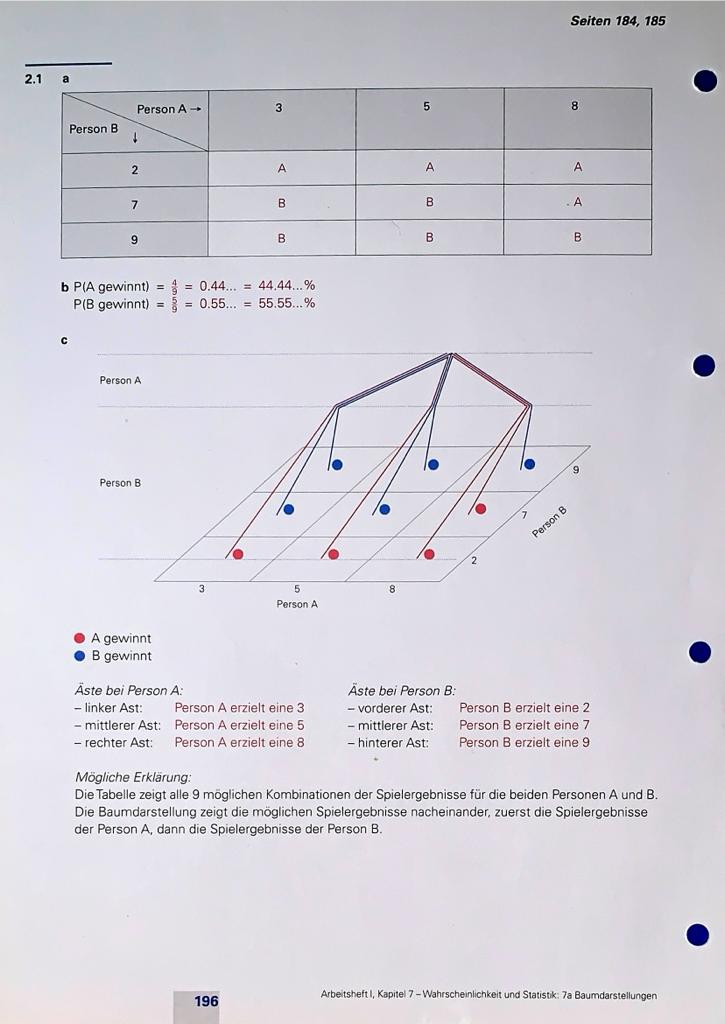 Seiten 184, 185
2.1 a
Person A → 3 5 8
Person B ↓
2 A A A
7 B B A
9 B B B
b P(A gewinnt) = 4/9 = 0.44... = 44.44...%
P(B gewinnt) = 5/9 = 0.55... = 55.55...%
c
Person A
Person B
9
7
2
Person B
3 5 8
Person A
A gewinnt
B gewinnt
Äste bei Person A: Äste bei Person B:
– linker Ast: Person A erzielt eine 3 – vorderer Ast: Person B erzielt eine 2
– mittlerer Ast: Person A erzielt eine 5 – mittlerer Ast: Person B erzielt eine 7
– rechter Ast: Person A erzielt eine 8 – hinterer Ast: Person B erzielt eine 9
Mögliche Erklärung:
Die Tabelle zeigt alle 9 möglichen Kombinationen der Spielergebnisse für die beiden Personen A und B.
Die Baumdarstellung zeigt die möglichen Spielergebnisse nacheinander, zuerst die Spielergebnisse
der Person A, dann die Spielergebnisse der Person B.
196 Arbeitsheft I, Kapitel 7 – Wahrscheinlichkeit und Statistik: 7a Baumdarstellungen